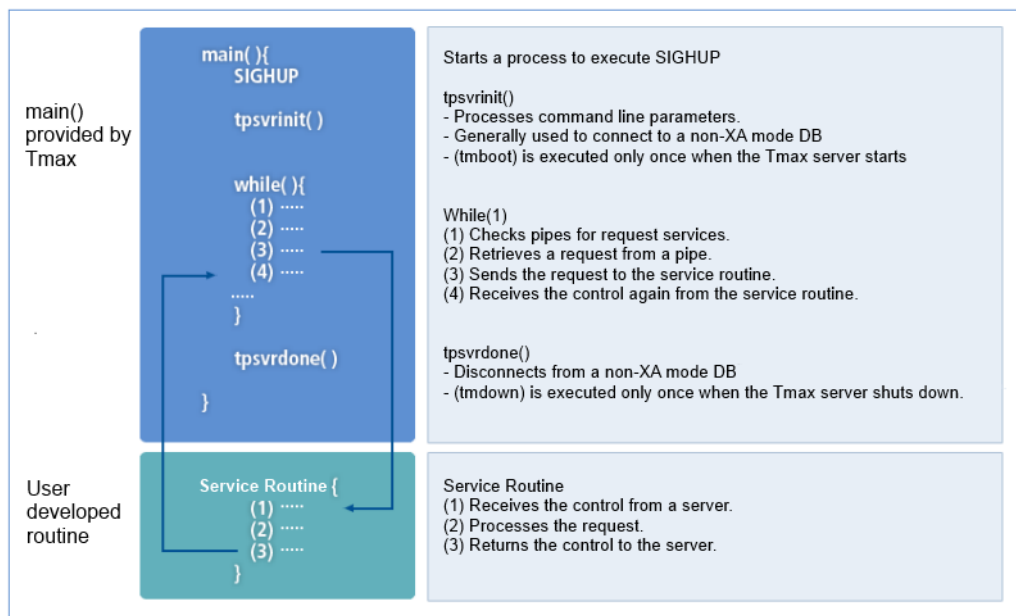 main()
provided by
Tmax
main( ){
SIGHUP
tpsvrinit( )
while( ){
(1) ·····
(2) ·····
(3) ·····
(4) ·····
·····
}
tpsvrdone( )
}
Starts a process to execute SIGHUP
tpsvrinit()
- Processes command line parameters.
- Generally used to connect to a non-XA mode DB
- (tmboot) is executed only once when the Tmax server starts
While(1)
(1) Checks pipes for request services.
(2) Retrieves a request from a pipe.
(3) Sends the request to the service routine.
(4) Receives the control again from the service routine.
tpsvrdone()
- Disconnects from a non-XA mode DB
- (tmdown) is executed only once when the Tmax server shuts down.
User
developed
routine
Service Routine {
(1) ·····
(2) ·····
(3) ·····
}
Service Routine
(1) Receives the control from a server.
(2) Processes the request.
(3) Returns the control to the server.